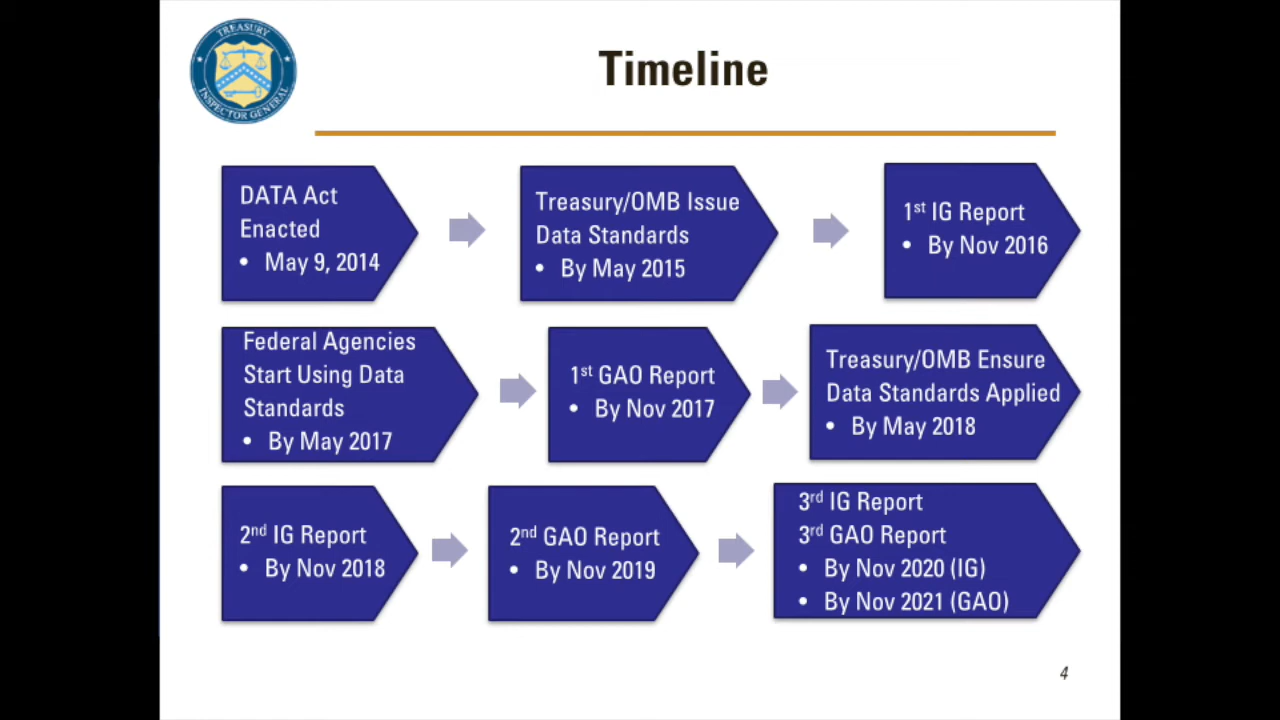 TREASURY
INSPECTOR GENERAL
Timeline
DATA Act
Enacted
• May 9, 2014
Treasury/OMB Issue
Data Standards
• By May 2015
1st IG Report
• By Nov 2016
Federal Agencies
Start Using Data
Standards
• By May 2017
1st GAO Report
• By Nov 2017
Treasury/OMB Ensure
Data Standards Applied
• By May 2018
2nd IG Report
• By Nov 2018
2nd GAO Report
• By Nov 2019
3rd IG Report
3rd GAO Report
• By Nov 2020 (IG)
• By Nov 2021 (GAO)
4